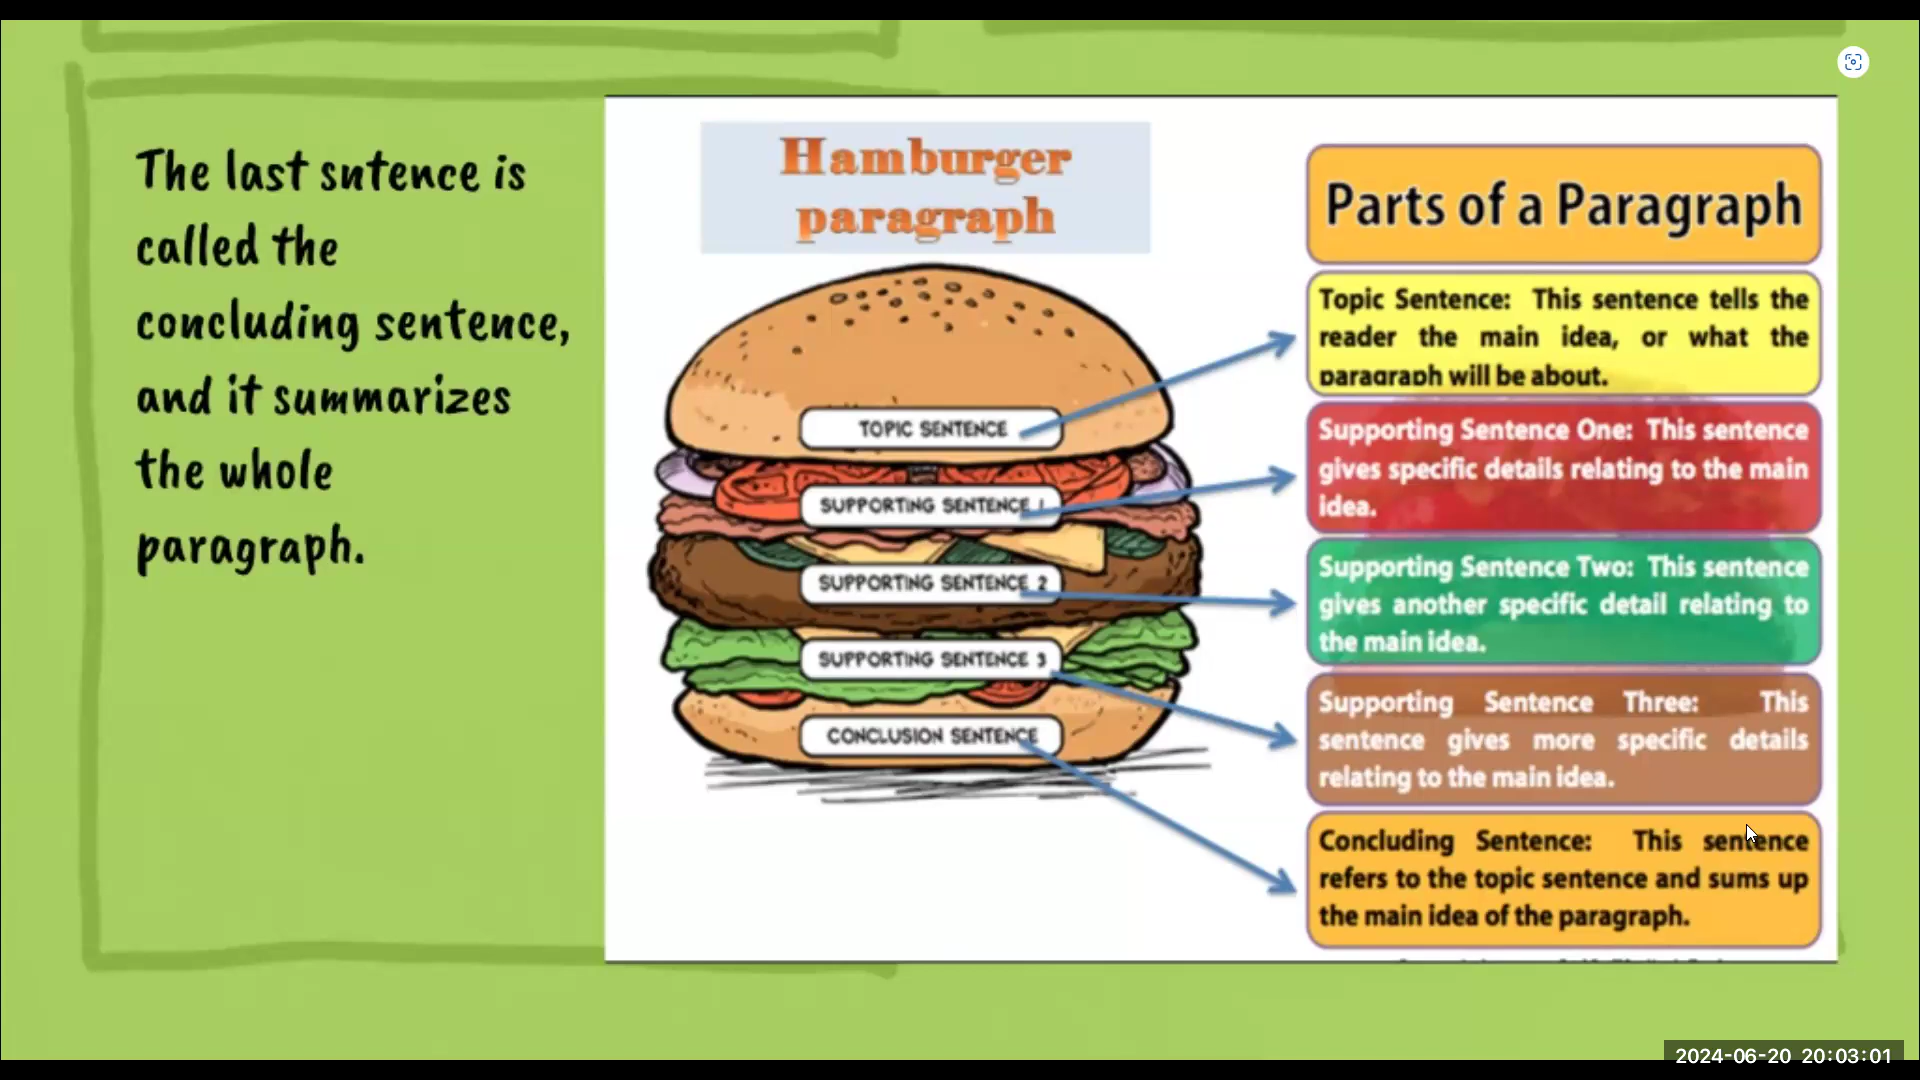 The last sntence is
called the
concluding sentence,
and it summarizes
the whole
paragraph.
Hamburger
paragraph
TOPIC SENTENCE
SUPPORTING SENTENCE 1
SUPPORTING SENTENCE 2
SUPPORTING SENTENCE 3
CONCLUSION SENTENCE
Parts of a Paragraph
Topic Sentence: This sentence tells the
reader the main idea, or what the
paragraph will be about.
Supporting Sentence One: This sentence
gives specific details relating to the main
idea.
Supporting Sentence Two: This sentence
gives another specific detail relating to
the main idea.
Supporting Sentence Three: This
sentence gives more specific details
relating to the main idea.
Concluding Sentence: This sentence
refers to the topic sentence and sums up
the main idea of the paragraph.
2024-06-20 20:03:01